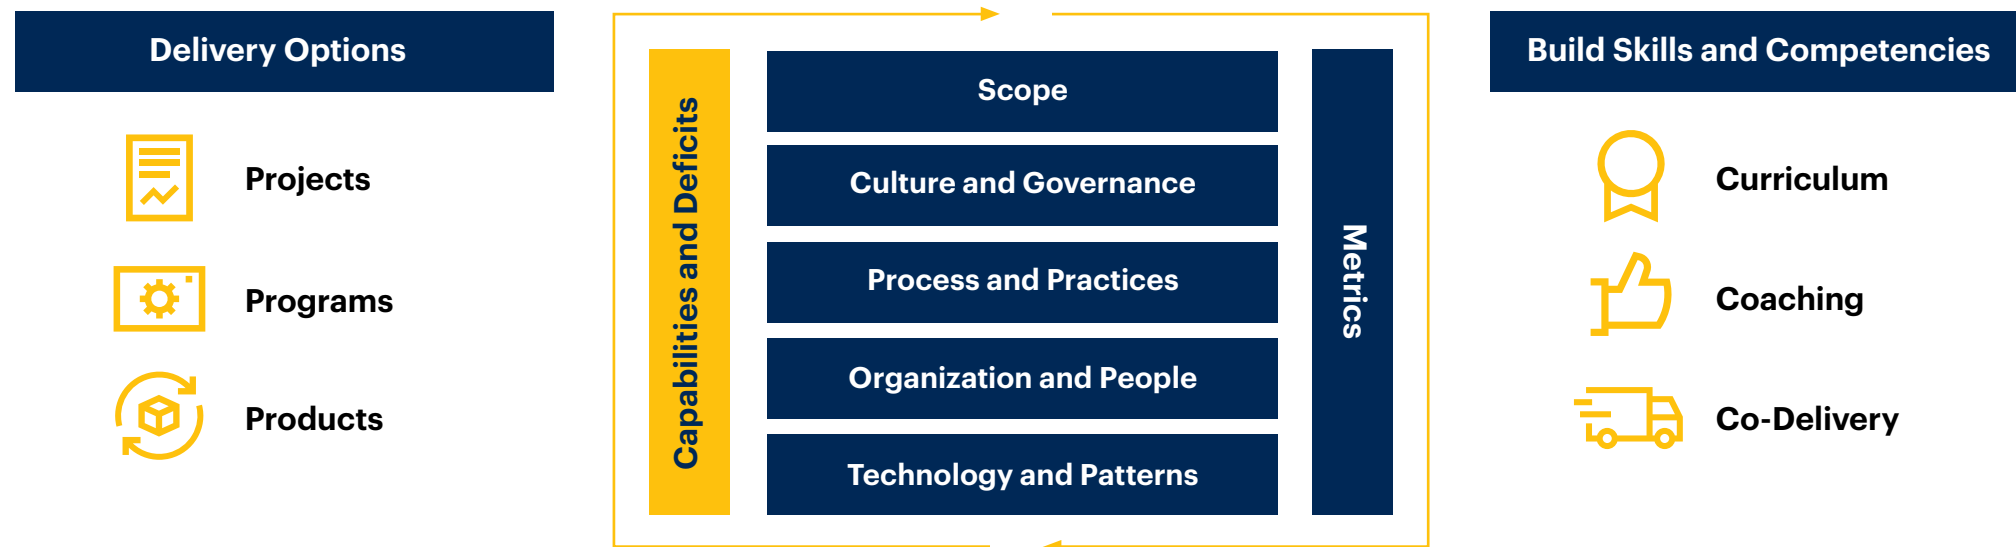 Delivery Options
Projects
Programs
Products
Capabilities and Deficits
Scope
Culture and Governance
Process and Practices
Organization and People
Technology and Patterns
Metrics
Build Skills and Competencies
Curriculum
Coaching
Co-Delivery